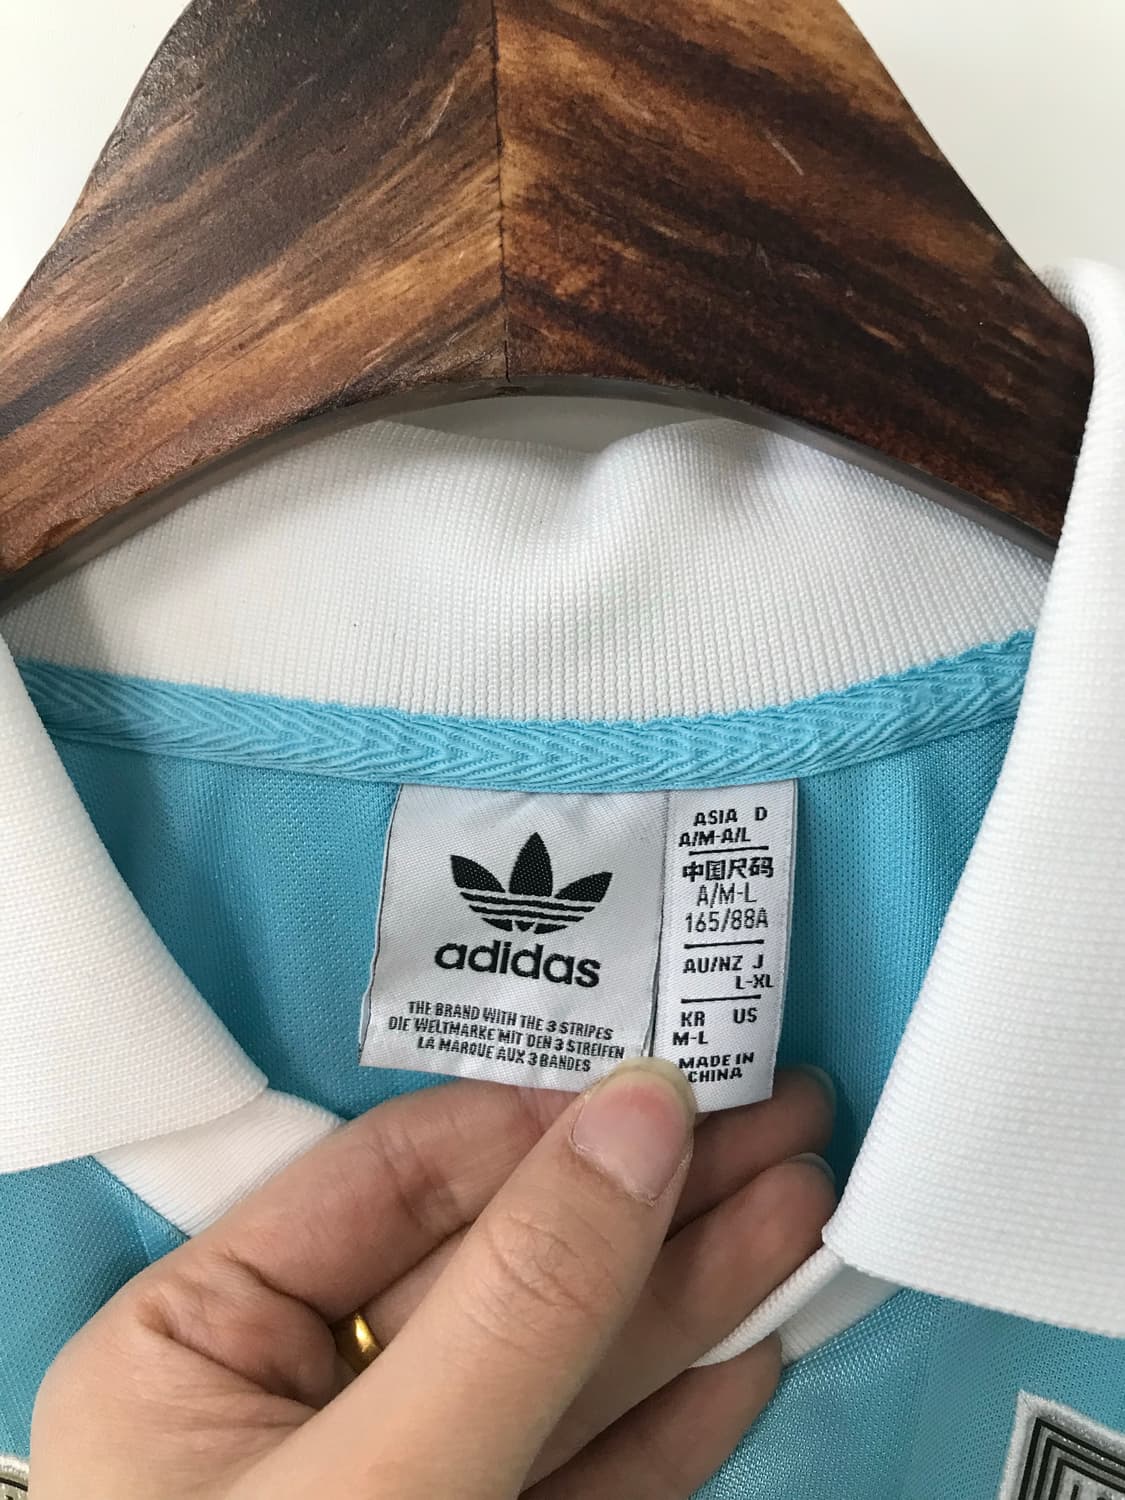 adidas
THE BRAND WITH THE 3 STRIPES
DIE WELTMARKE MIT DEN 3 STREIFEN
LA MARQUE AUX 3 BANDES
ASIA D
A/M-A/L
中国尺码
A/M-L
165/88A
AU/NZ J
L-XL
KR US
M-L
MADE IN
CHINA